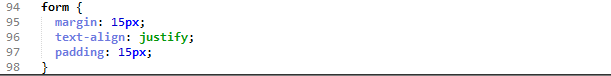 94 form {
95 margin: 15px;
96 text-align: justify;
97 padding: 15px;
98 }